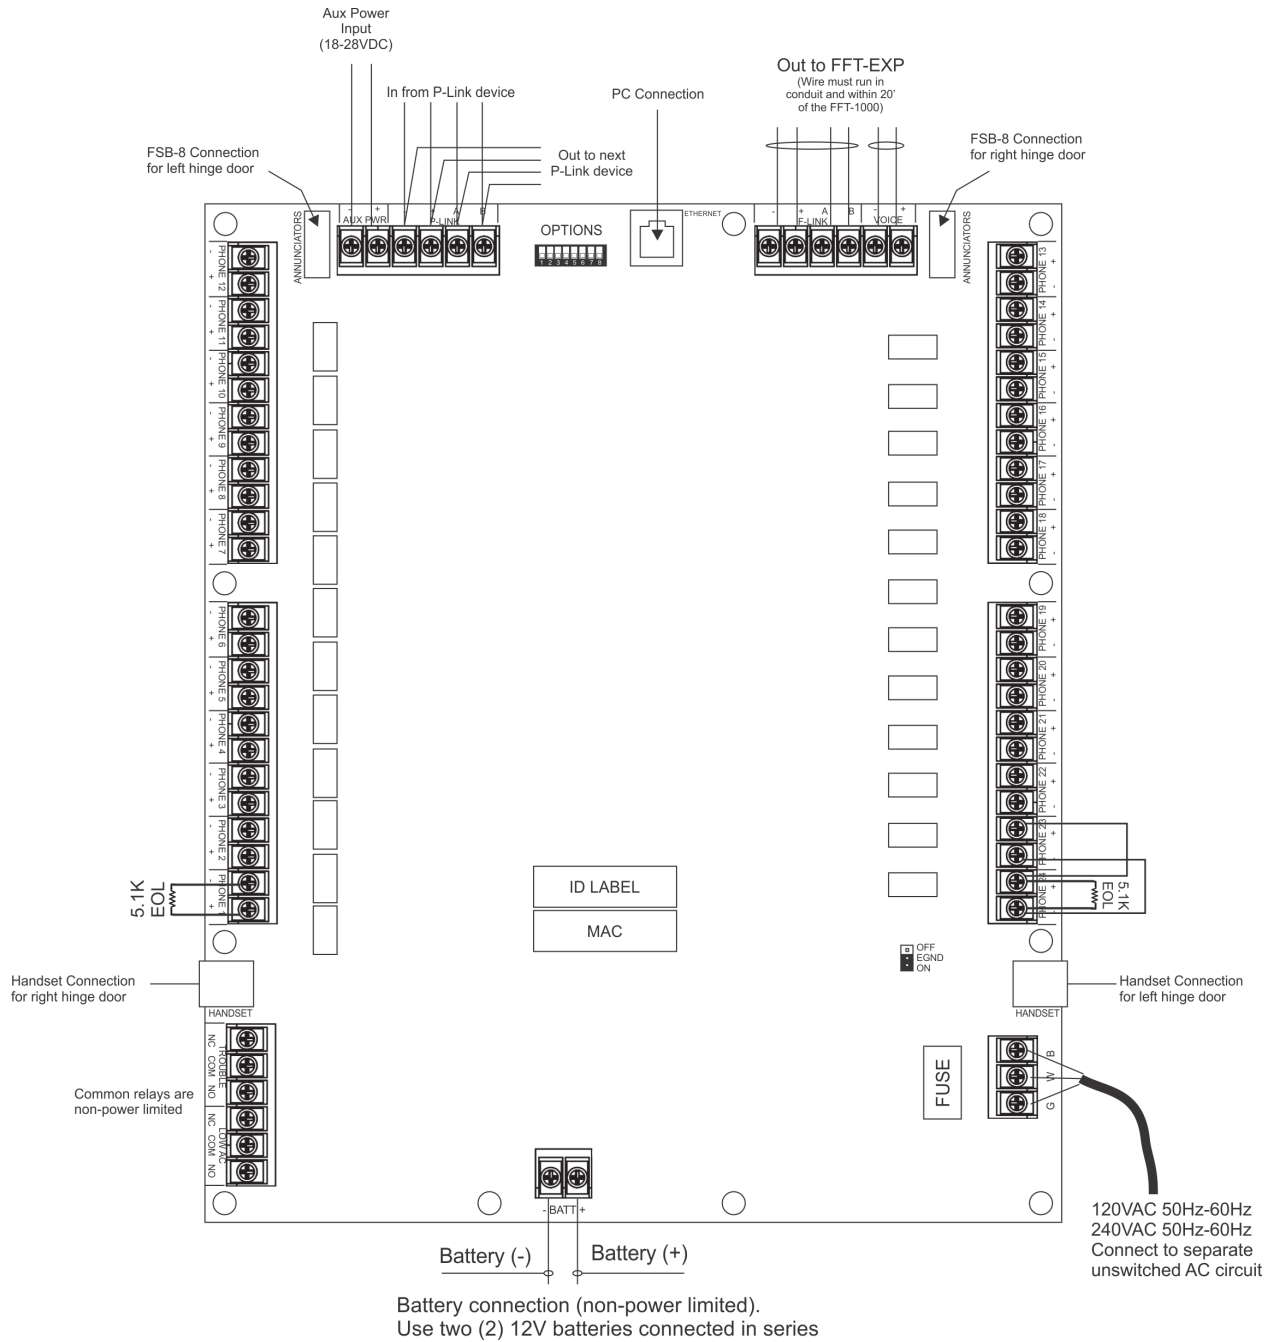 Aux Power
Input
(18-28VDC)
In from P-Link device
PC Connection
Out to FFT-EXP
(Wire must run in
conduit and within 20'
of the FFT-1000)
FSB-8 Connection
for left hinge door
Out to next
P-Link device
FSB-8 Connection
for right hinge door
- +
AUX PWR
- + A B
P-LINK
OPTIONS
1 2 3 4 5 6 7 8
ETHERNET
- + A B
F-LINK
- +
VOICE
ANNUNCIATORS
ANNUNCIATORS
- PHONE 12 +
- PHONE 11 +
- PHONE 10 +
- PHONE 9 +
- PHONE 8 +
- PHONE 7 +
- PHONE 6 +
- PHONE 5 +
- PHONE 4 +
- PHONE 3 +
- PHONE 2 +
- PHONE 1 +
5.1K
EOL
PHONE 13 + -
PHONE 14 + -
PHONE 15 + -
PHONE 16 + -
PHONE 17 + -
PHONE 18 + -
PHONE 19 + -
PHONE 20 + -
PHONE 21 + -
PHONE 22 + -
PHONE 23 + -
PHONE 24 + -
5.1K
EOL
ID LABEL
MAC
OFF
EGND
ON
Handset Connection
for right hinge door
HANDSET
Handset Connection
for left hinge door
HANDSET
TROUBLE
NC COM NO
LOW AC
NC COM NO
Common relays are
non-power limited
FUSE
B
W
G
- BATT +
Battery (-)
Battery (+)
120VAC 50Hz-60Hz
240VAC 50Hz-60Hz
Connect to separate
unswitched AC circuit
Battery connection (non-power limited).
Use two (2) 12V batteries connected in series